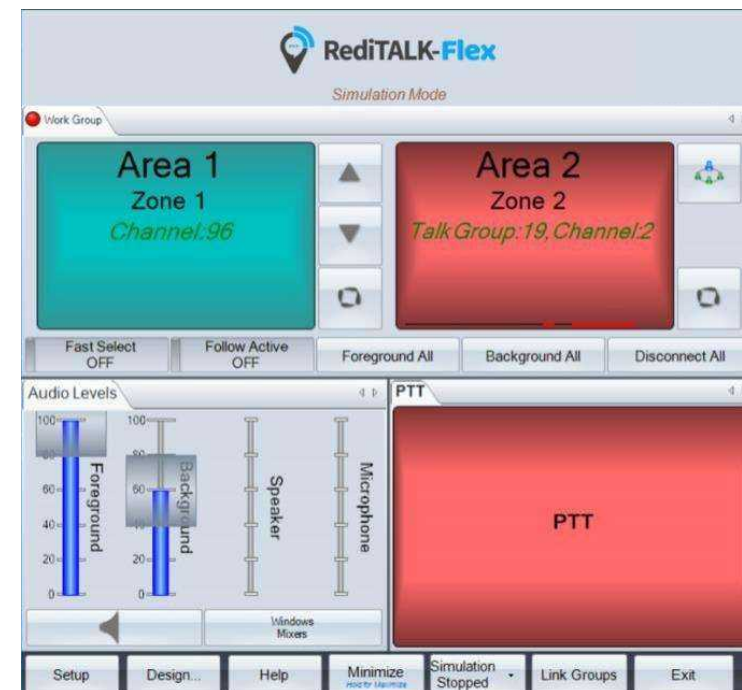 RediTALK-Flex
Simulation Mode
Work Group
Area 1
Zone 1
Channel:96
Area 2
Zone 2
Talk Group:19, Channel:2
Fast Select
OFF
Follow Active
OFF
Foreground All
Background All
Disconnect All
Audio Levels
100
80
60
40
20
0
Foreground
100
80
60
40
20
0
Background
Speaker
Microphone
Windows
Mixers
PTT
PTT
Setup
Design...
Help
Minimize
Hold for Maximize
Simulation
Stopped
Link Groups
Exit